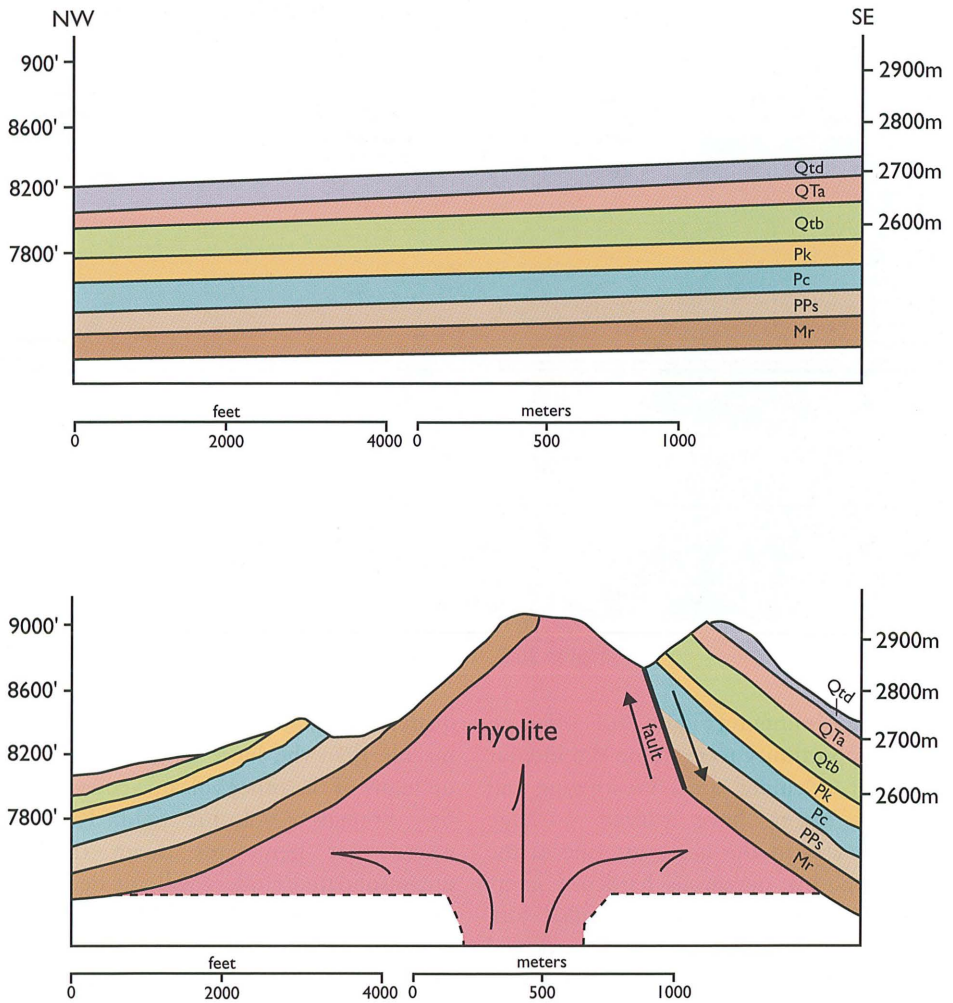 NW
SE
900'
8600'
8200'
7800'
2900m
2800m
2700m
2600m
Qtd
QTa
Qtb
Pk
Pc
PPs
Mr
feet
meters
0 2000 4000 0 500 1000
9000'
8600'
8200'
7800'
2900m
2800m
2700m
2600m
rhyolite
fault
Qtd
QTa
Qtb
Pk
Pc
PPs
Mr
feet
meters
0 2000 4000 0 500 1000